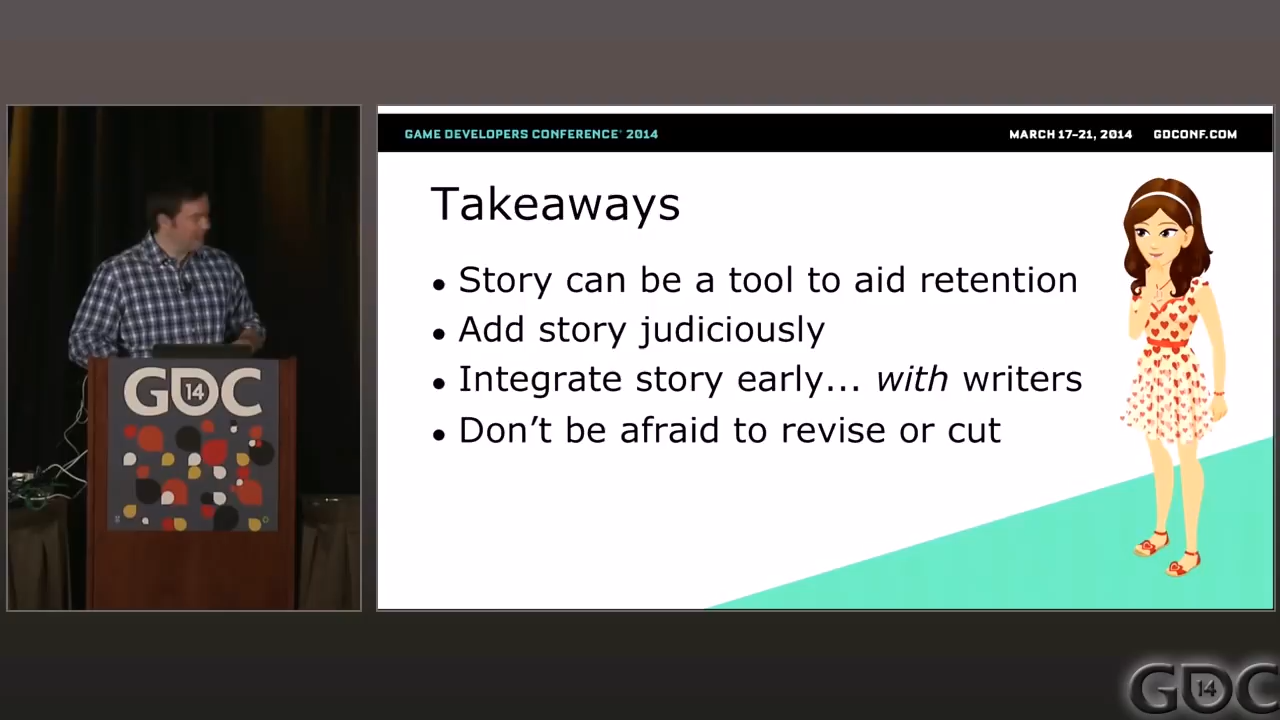 GAME DEVELOPERS CONFERENCE® 2014
MARCH 17–21, 2014 GDCONF.COM
Takeaways
• Story can be a tool to aid retention
• Add story judiciously
• Integrate story early... with writers
• Don’t be afraid to revise or cut
GDC 14
GDC 14